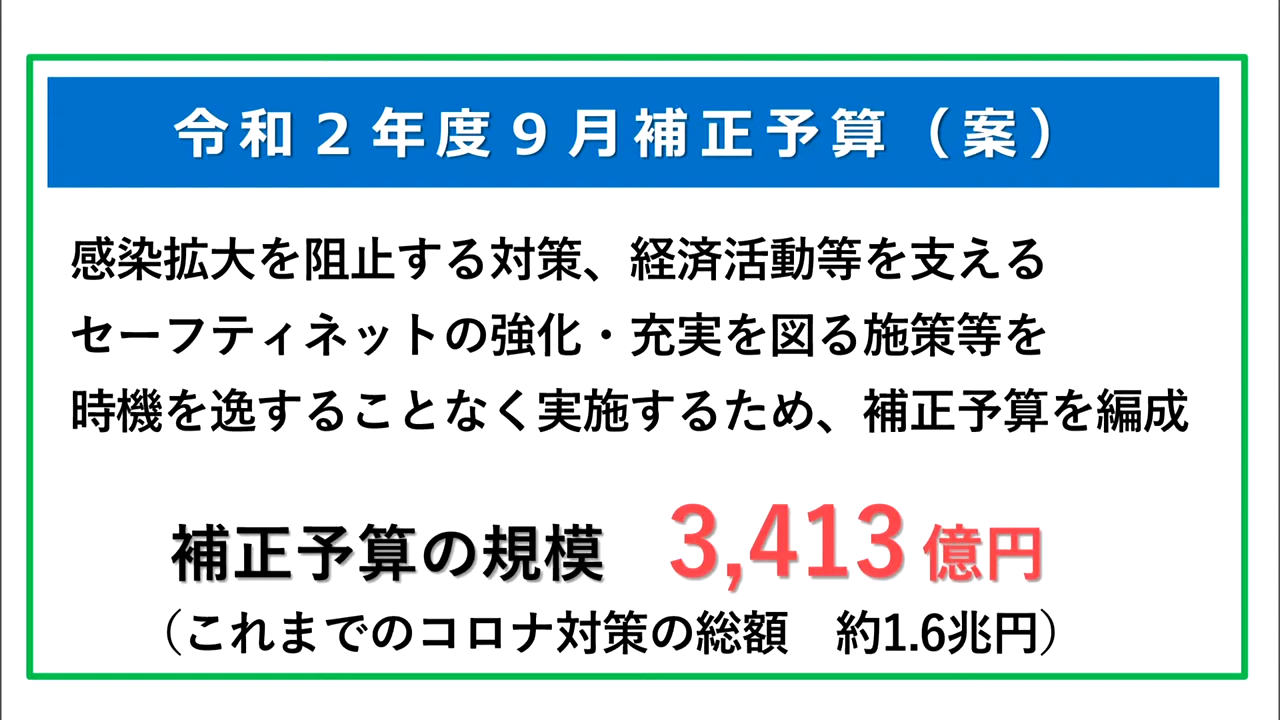 令和２年度９月補正予算（案）
感染拡大を阻止する対策、経済活動等を支える
セーフティネットの強化・充実を図る施策等を
時機を逸することなく実施するため、補正予算を編成
補正予算の規模　3,413億円
（これまでのコロナ対策の総額　約1.6兆円）